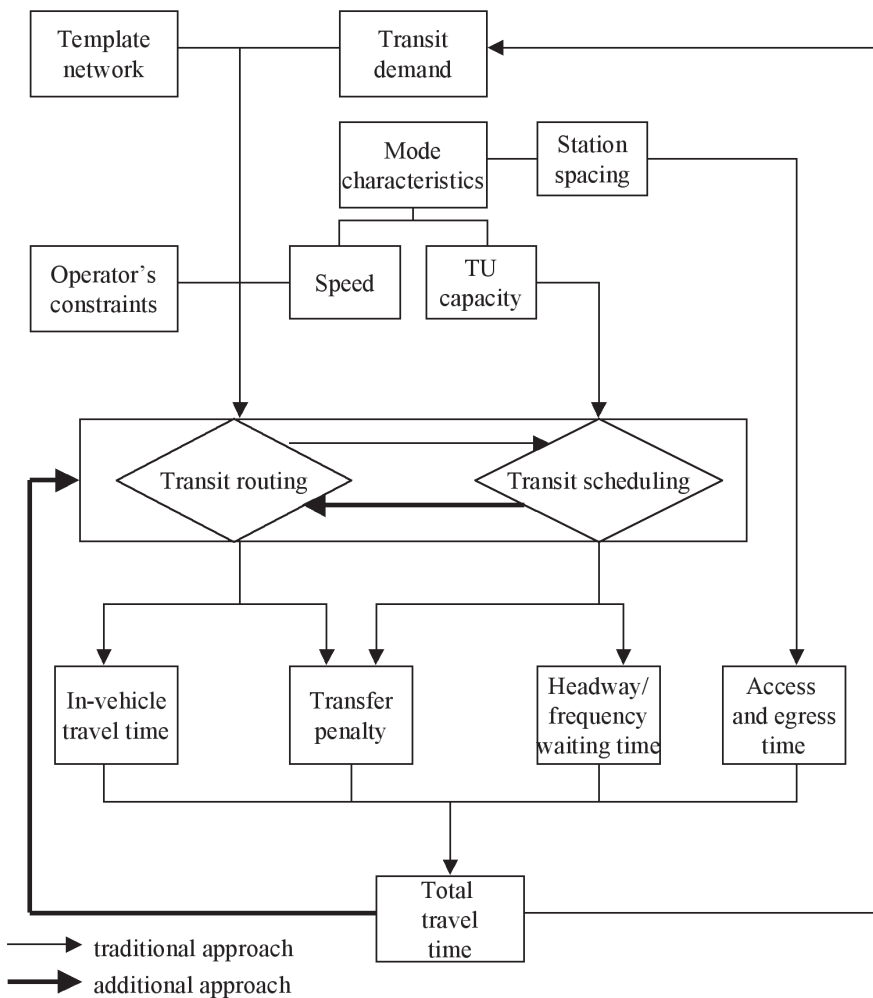 Template
network
Transit
demand
Mode
characteristics
Station
spacing
Operator's
constraints
Speed
TU
capacity
Transit routing
Transit scheduling
In-vehicle
travel time
Transfer
penalty
Headway/
frequency
waiting time
Access
and egress
time
Total
travel
time
traditional approach
additional approach